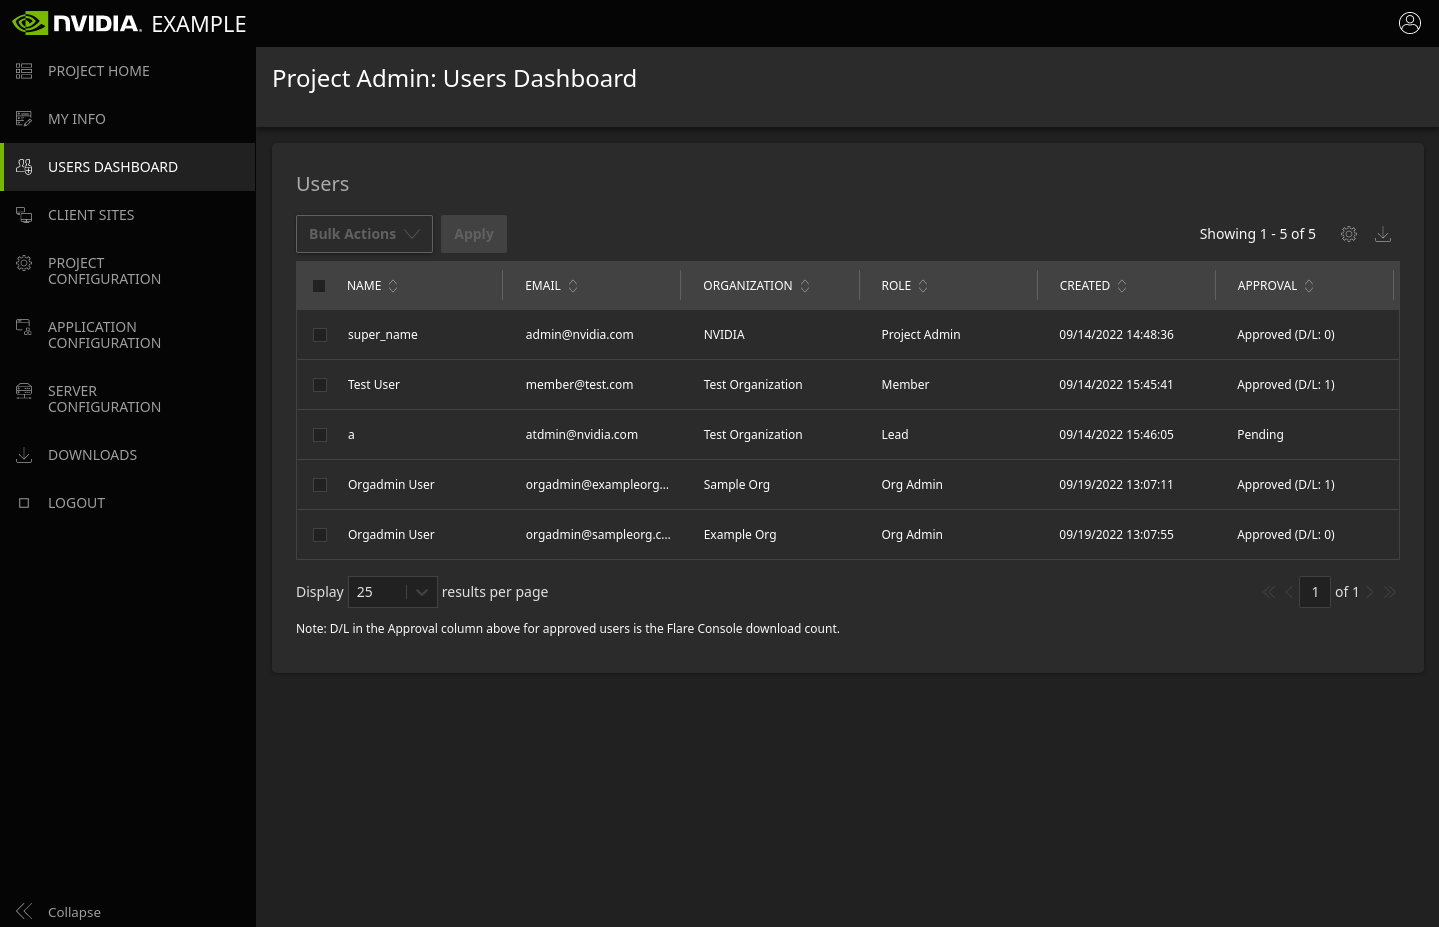 NVIDIA. EXAMPLE
PROJECT HOME
MY INFO
USERS DASHBOARD
CLIENT SITES
PROJECT
CONFIGURATION
APPLICATION
CONFIGURATION
SERVER
CONFIGURATION
DOWNLOADS
LOGOUT
Collapse
Project Admin: Users Dashboard
Users
Bulk Actions Apply Showing 1 - 5 of 5
NAME EMAIL ORGANIZATION ROLE CREATED APPROVAL
super_name admin@nvidia.com NVIDIA Project Admin 09/14/2022 14:48:36 Approved (D/L: 0)
Test User member@test.com Test Organization Member 09/14/2022 15:45:41 Approved (D/L: 1)
a atdmin@nvidia.com Test Organization Lead 09/14/2022 15:46:05 Pending
Orgadmin User orgadmin@exampleorg... Sample Org Org Admin 09/19/2022 13:07:11 Approved (D/L: 1)
Orgadmin User orgadmin@sampleorg.c... Example Org Org Admin 09/19/2022 13:07:55 Approved (D/L: 0)
Display 25 results per page 1 of 1
Note: D/L in the Approval column above for approved users is the Flare Console download count.